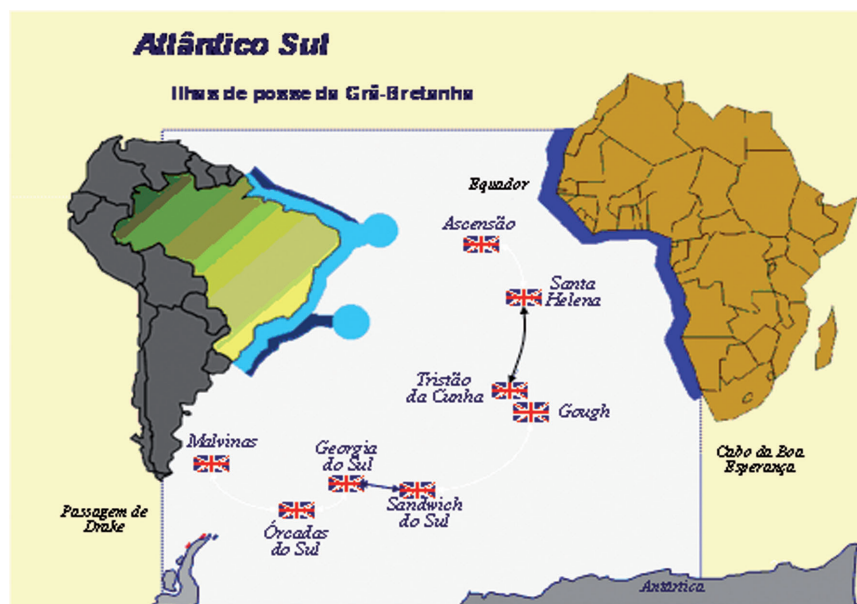 Atlântico Sul
Ilhas de posse da Grã-Bretanha
Equador
Ascensão
Santa
Helena
Tristão
da Cunha
Gough
Malvinas
Georgia
do Sul
Sandwich
do Sul
Órcadas
do Sul
Cabo da Boa
Esperança
Passagem de
Drake
Antártica